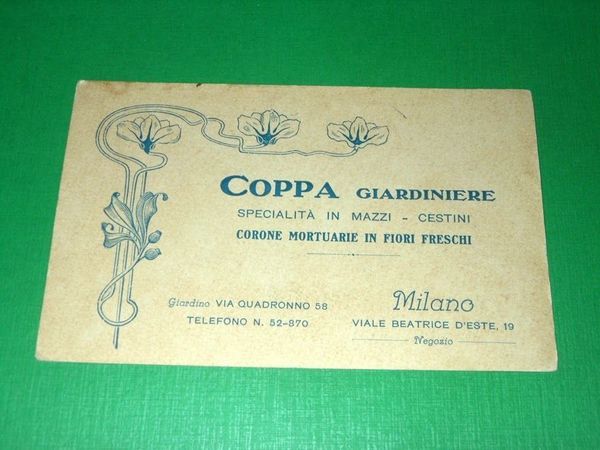 COPPA GIARDINIERE
SPECIALITÀ IN MAZZI - CESTINI
CORONE MORTUARIE IN FIORI FRESCHI
Giardino VIA QUADRONNO 58
TELEFONO N. 52-870
Milano
VIALE BEATRICE D'ESTE, 19
Negozio